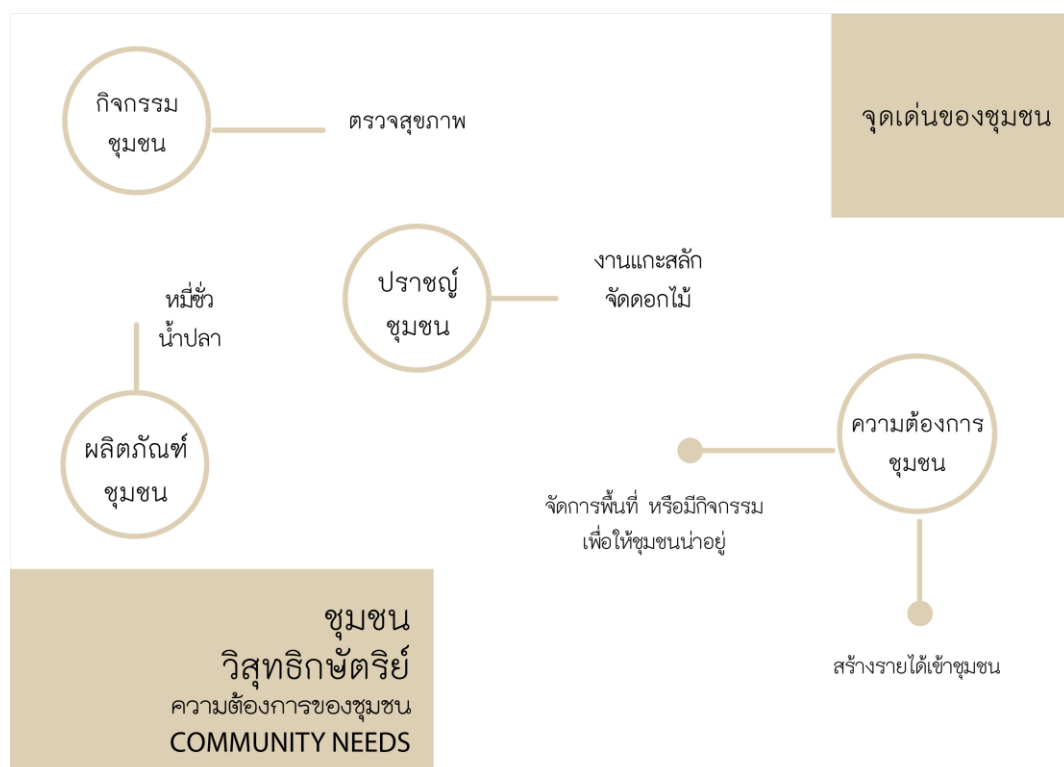 กิจกรรม
ชุมชน
ตรวจสุขภาพ
จุดเด่นของชุมชน
ปราชญ์
ชุมชน
งานแกะสลัก
จัดดอกไม้
หมี่ชั่ว
น้ำปลา
ผลิตภัณฑ์
ชุมชน
ความต้องการ
ชุมชน
จัดการพื้นที่ หรือมีกิจกรรม
เพื่อให้ชุมชนน่าอยู่
สร้างรายได้เข้าชุมชน
ชุมชน
วิสุทธิกษัตริย์
ความต้องการของชุมชน
COMMUNITY NEEDS